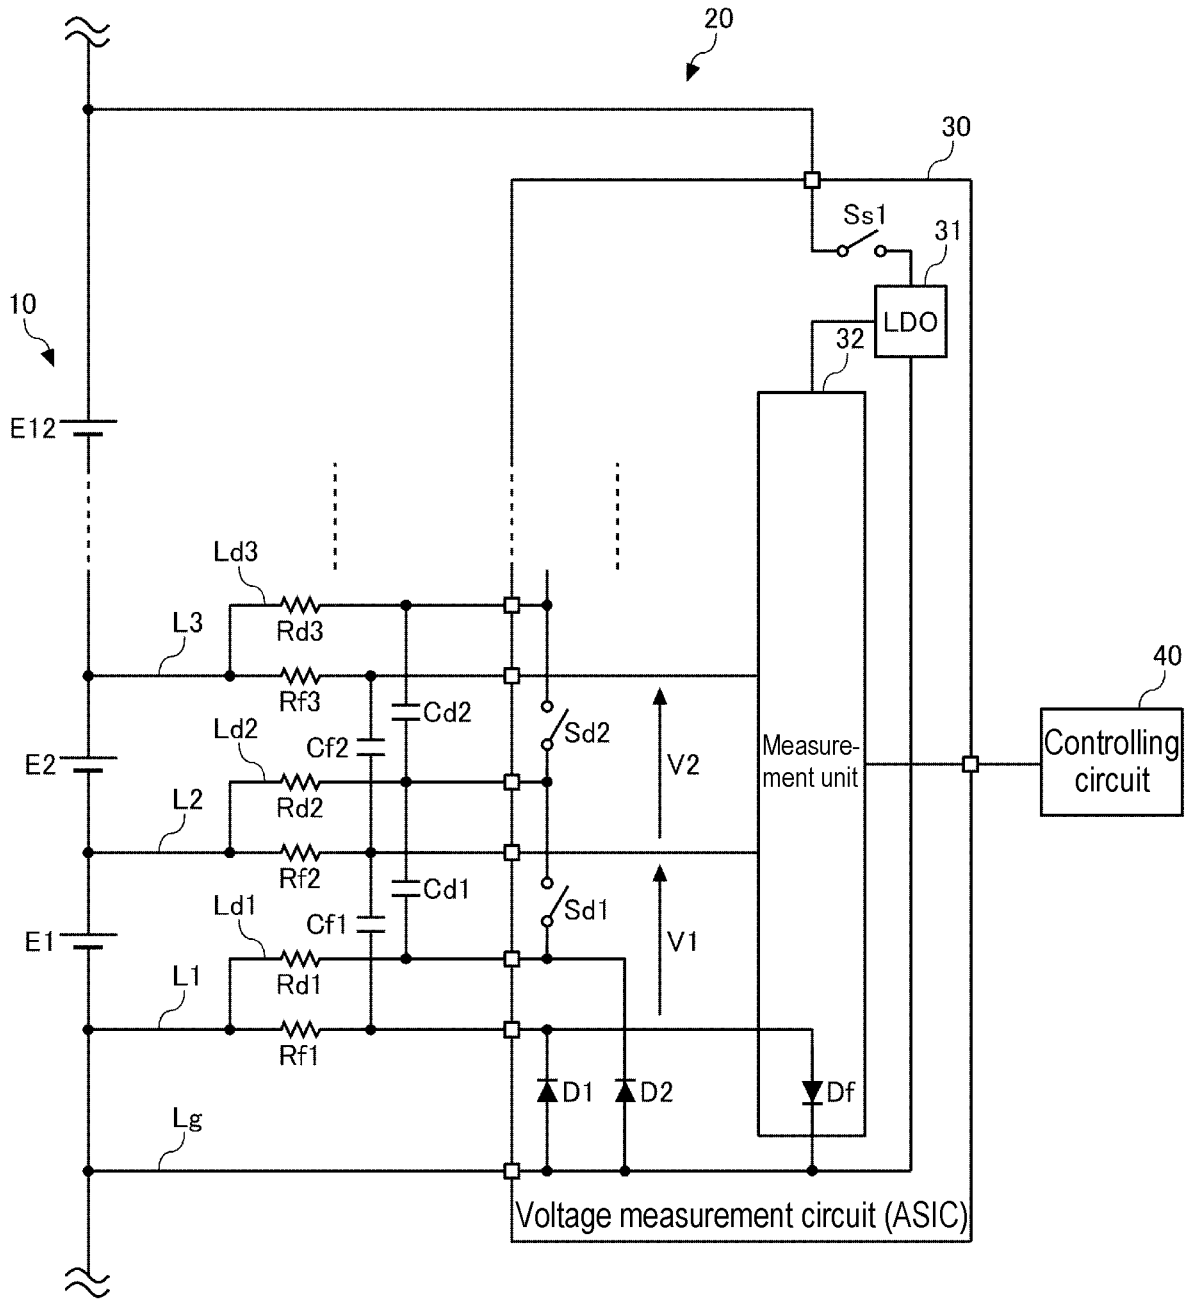 20
30
Ss1
31
LDO
10
32
E12
Ld3
Rd3
L3
Rf3
40
Cd2
Ld2
Sd2
Cf2
E2
V2
Measure-
ment unit
Controlling
circuit
Rd2
L2
Rf2
Cd1
Ld1
Sd1
Cf1
E1
V1
Rd1
L1
Rf1
D1
D2
Df
Lg
Voltage measurement circuit (ASIC)